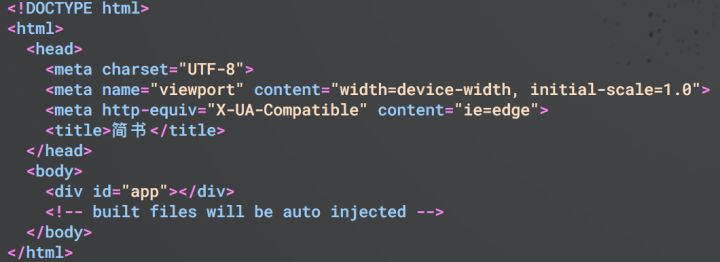 <!DOCTYPE html>
<html>
  <head>
    <meta charset="UTF-8">
    <meta name="viewport" content="width=device-width, initial-scale=1.0">
    <meta http-equiv="X-UA-Compatible" content="ie=edge">
    <title>简书</title>
  </head>
  <body>
    <div id="app"></div>
    <!-- built files will be auto injected -->
  </body>
</html>